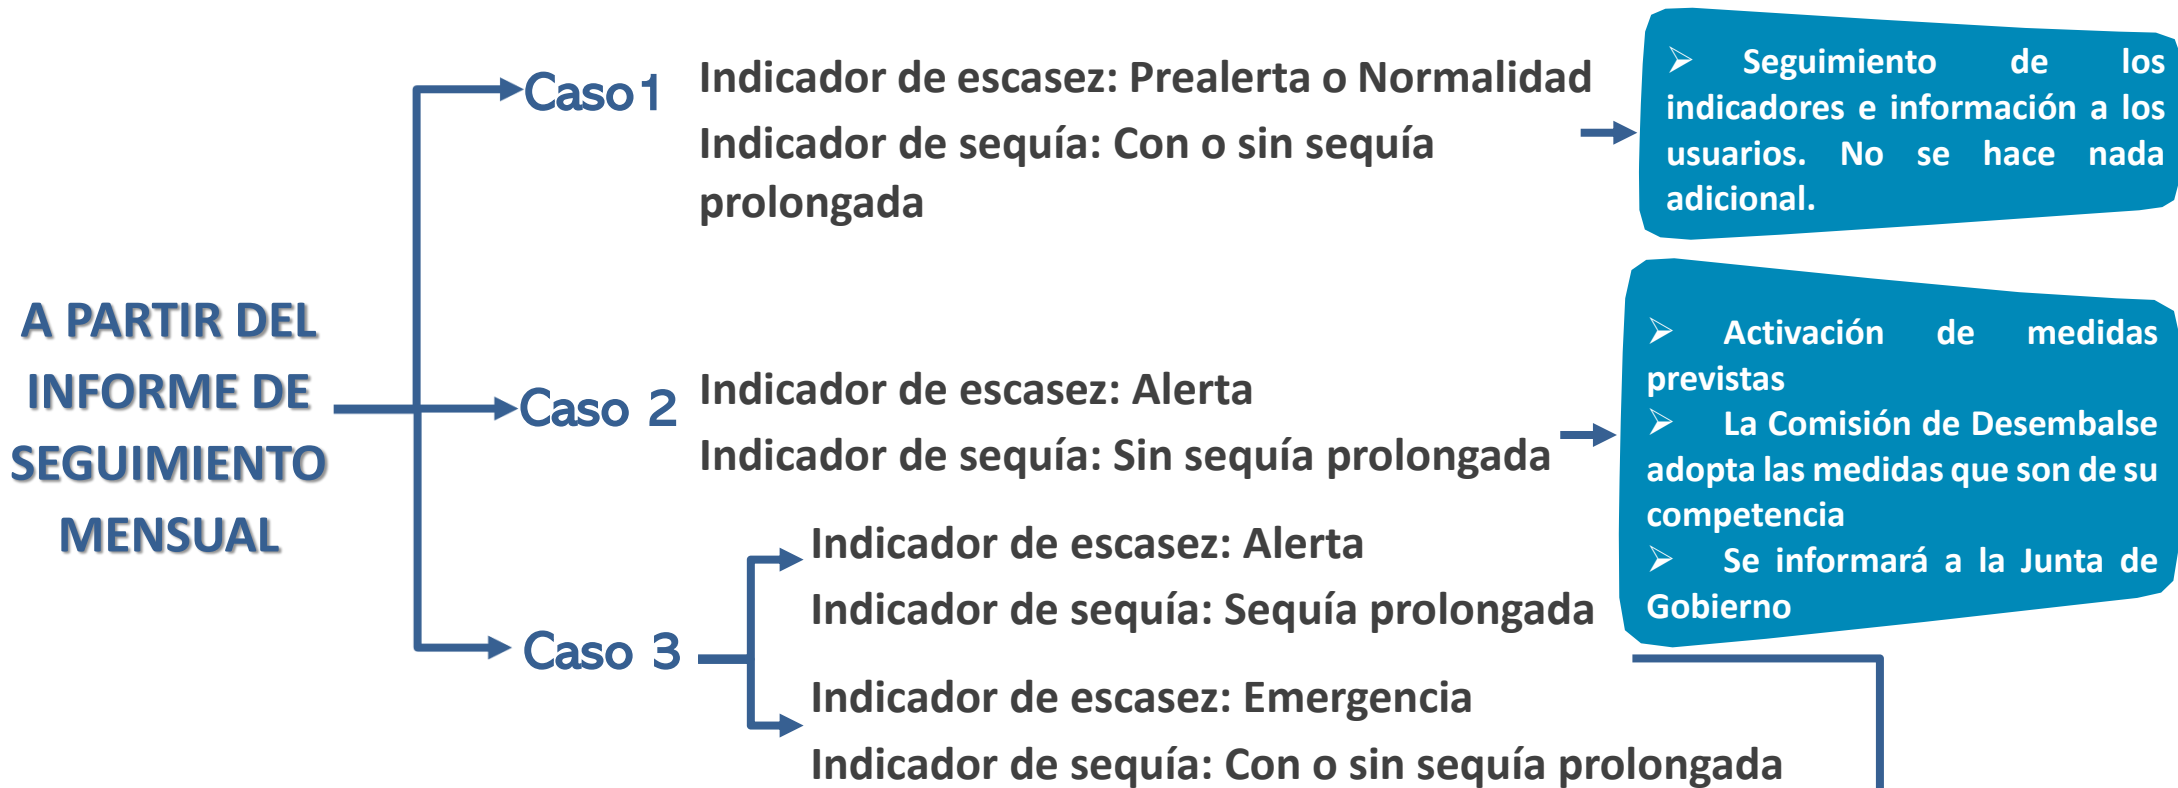 A PARTIR DEL
INFORME DE
SEGUIMIENTO
MENSUAL
Caso1
Indicador de escasez: Prealerta o Normalidad
Indicador de sequía: Con o sin sequía
prolongada
➢ Seguimiento de los
indicadores e información a los
usuarios. No se hace nada
adicional.
Caso 2
Indicador de escasez: Alerta
Indicador de sequía: Sin sequía prolongada
➢ Activación de medidas
previstas
➢ La Comisión de Desembalse
adopta las medidas que son de su
competencia
➢ Se informará a la Junta de
Gobierno
Caso 3
Indicador de escasez: Alerta
Indicador de sequía: Sequía prolongada
Indicador de escasez: Emergencia
Indicador de sequía: Con o sin sequía prolongada